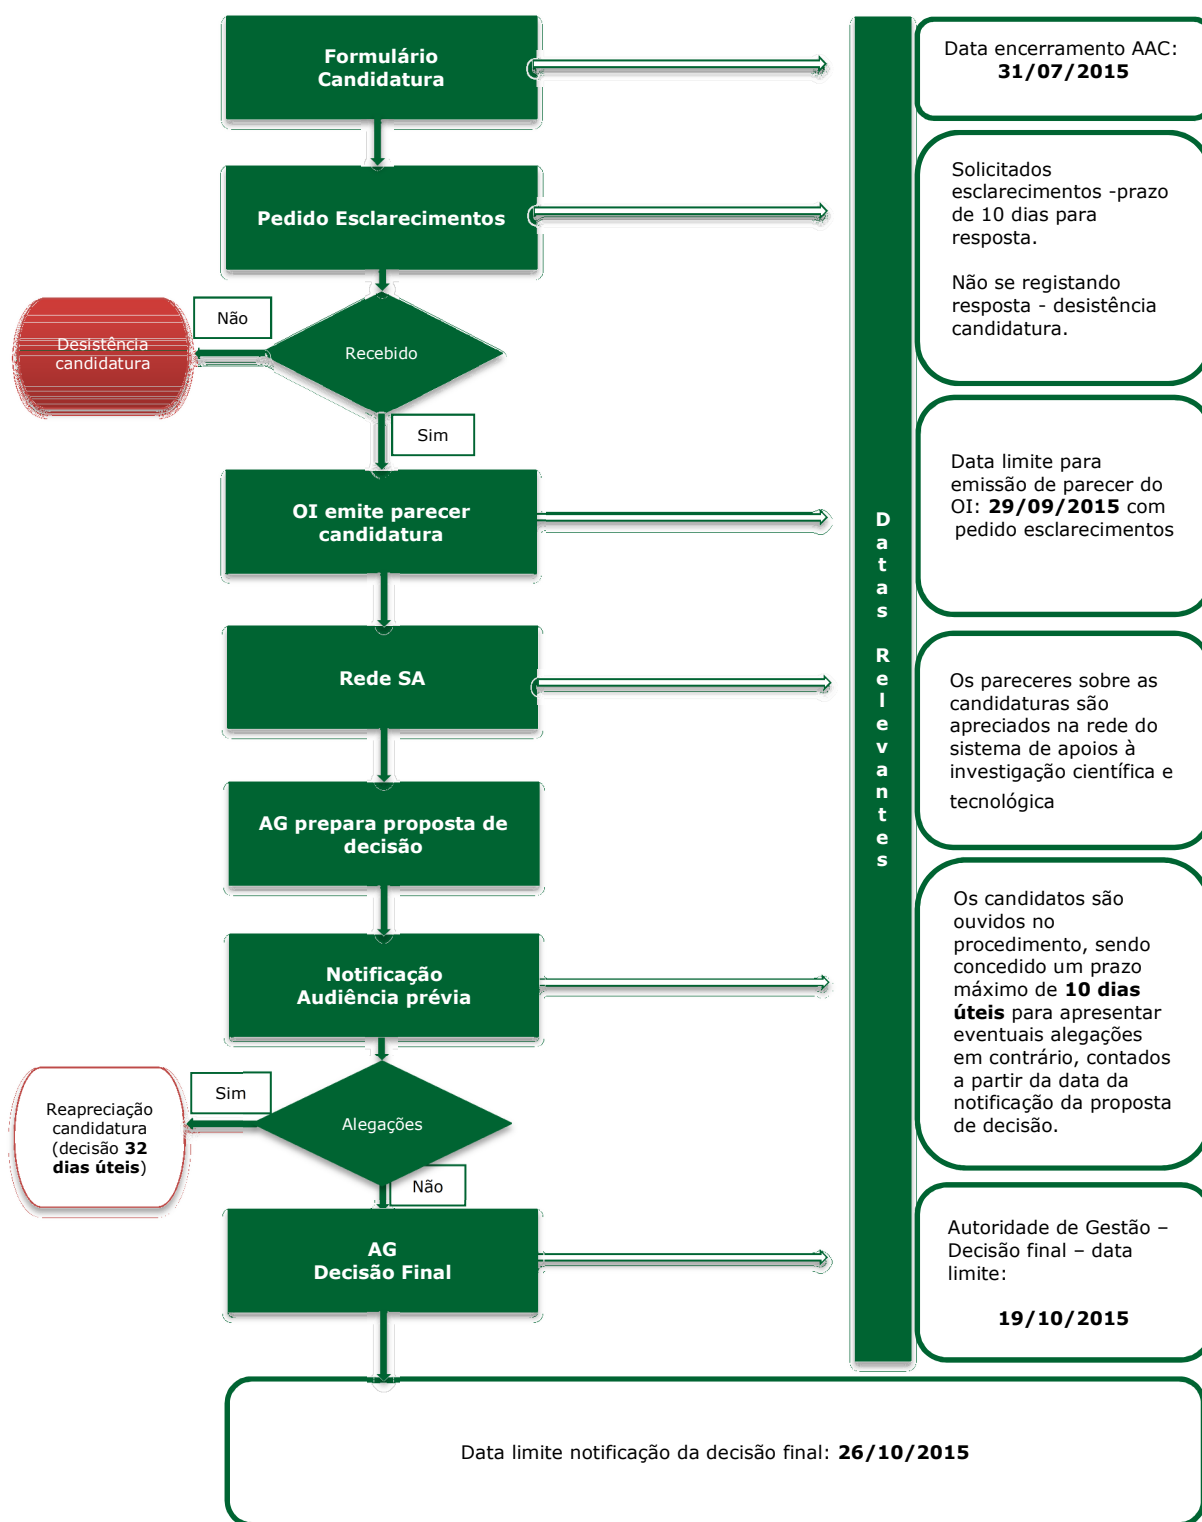 Formulário
Candidatura
Data encerramento AAC:
31/07/2015
Pedido Esclarecimentos
Solicitados
esclarecimentos -prazo
de 10 dias para
resposta.
Não se registando
resposta - desistência
candidatura.
Não
Desistência
candidatura
Recebido
Sim
OI emite parecer
candidatura
Data limite para
emissão de parecer do
OI: 29/09/2015 com
pedido esclarecimentos
D
a
t
a
s
R
e
l
e
v
a
n
t
e
s
Rede SA
Os pareceres sobre as
candidaturas são
apreciados na rede do
sistema de apoios à
investigação científica e
tecnológica
AG prepara proposta de
decisão
Notificação
Audiência prévia
Os candidatos são
ouvidos no
procedimento, sendo
concedido um prazo
máximo de 10 dias
úteis para apresentar
eventuais alegações
em contrário, contados
a partir da data da
notificação da proposta
de decisão.
Sim
Reapreciação
candidatura
(decisão 32
dias úteis)
Alegações
Não
AG
Decisão Final
Autoridade de Gestão –
Decisão final – data
limite:
19/10/2015
Data limite notificação da decisão final: 26/10/2015